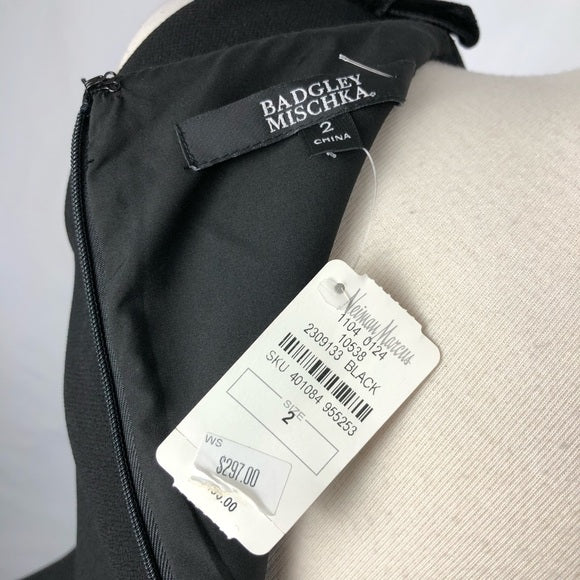 BADGLEY
MISCHKA
2
CHINA
Neiman Marcus
1104 0124
10538
2309133 BLACK
SKU 401084 955253
SIZE
2
WS
$297.00
.00